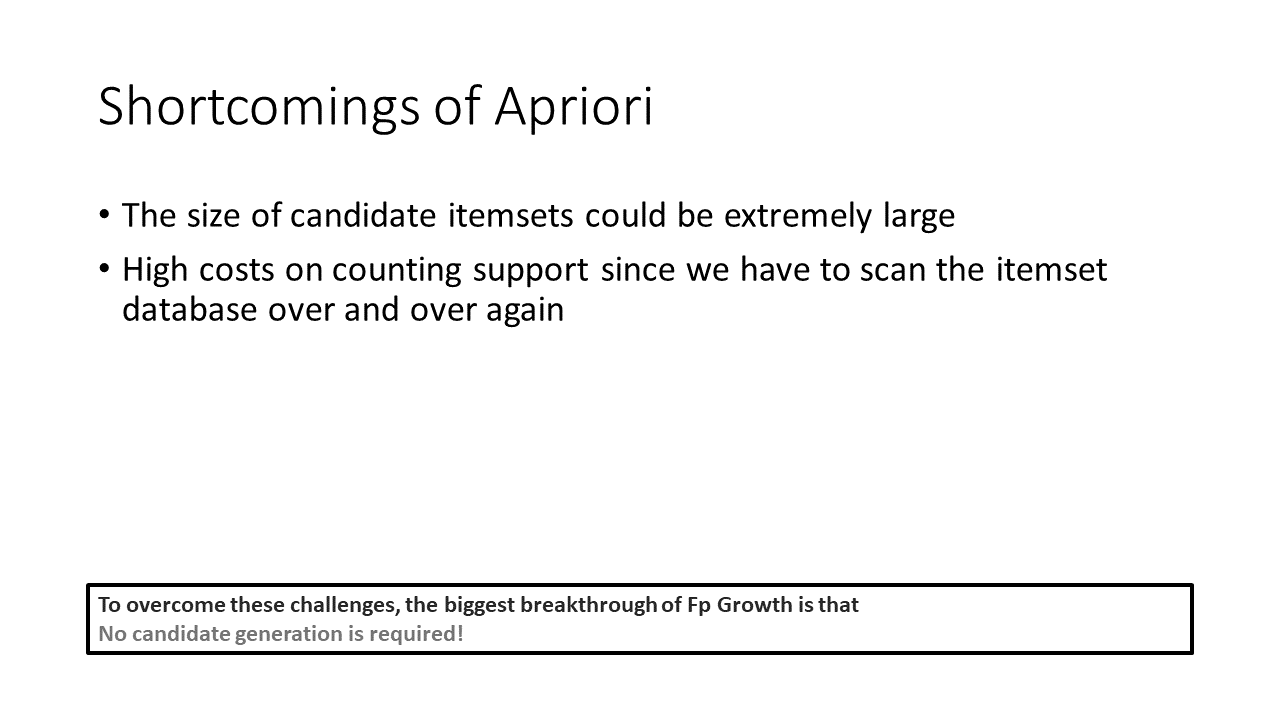 Shortcomings of Apriori
• The size of candidate itemsets could be extremely large
• High costs on counting support since we have to scan the itemset
database over and over again
To overcome these challenges, the biggest breakthrough of Fp Growth is that
No candidate generation is required!